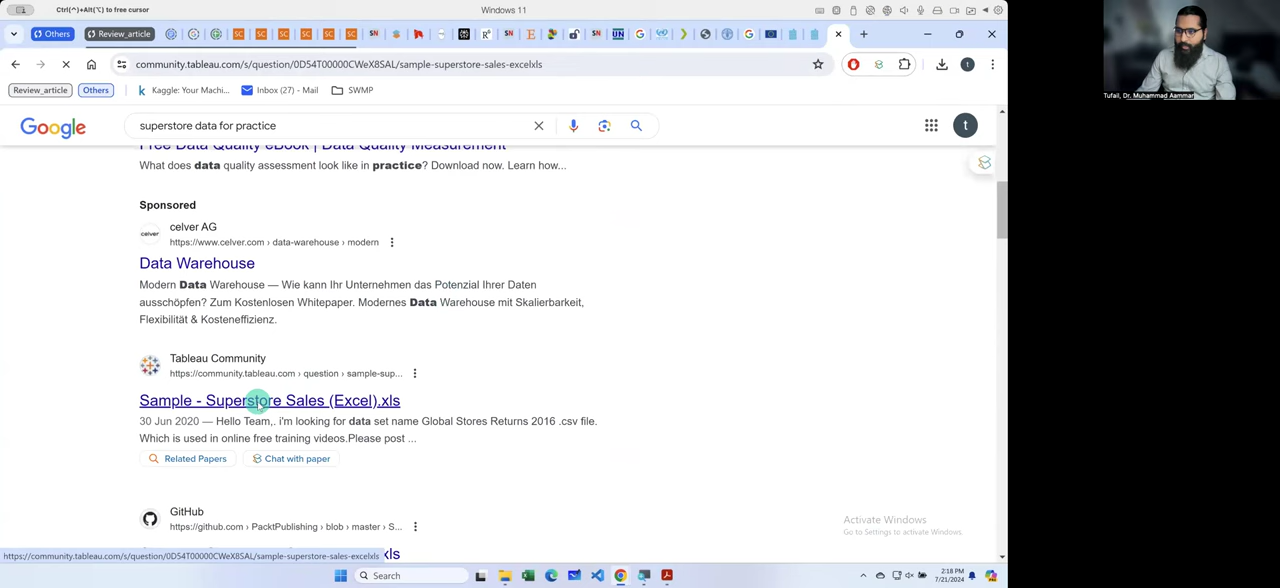 Ctrl(^)+Alt(⌥) to free cursor
Windows 11
Others
Review_article
community.tableau.com/s/question/0D54T00000CWeX8SAL/sample-superstore-sales-excelxls
Review_article
Others
Kaggle: Your Machi...
Inbox (27) - Mail
SWMP
Google
superstore data for practice
t
Free Data Quality eBook | Data Quality Measurement
What does data quality assessment look like in practice? Download now. Learn how...
Sponsored
celver AG
https://www.celver.com › data-warehouse › modern
Data Warehouse
Modern Data Warehouse — Wie kann Ihr Unternehmen das Potenzial Ihrer Daten
ausschöpfen? Zum Kostenlosen Whitepaper. Modernes Data Warehouse mit Skalierbarkeit,
Flexibilität & Kosteneffizienz.
Tableau Community
https://community.tableau.com › question › sample-sup...
Sample - Superstore Sales (Excel).xls
30 Jun 2020 — Hello Team,. i'm looking for data set name Global Stores Returns 2016 .csv file.
Which is used in online free training videos.Please post ...
Related Papers
Chat with paper
GitHub
https://github.com › PacktPublishing › blob › master › S...
xls
https://community.tableau.com/s/question/0D54T00000CWeX8SAL/sample-superstore-sales-excelxls
Activate Windows
Go to Settings to activate Windows.
Search
2:18 PM
7/21/2024
Tufail, Dr. Muhammad Aammar